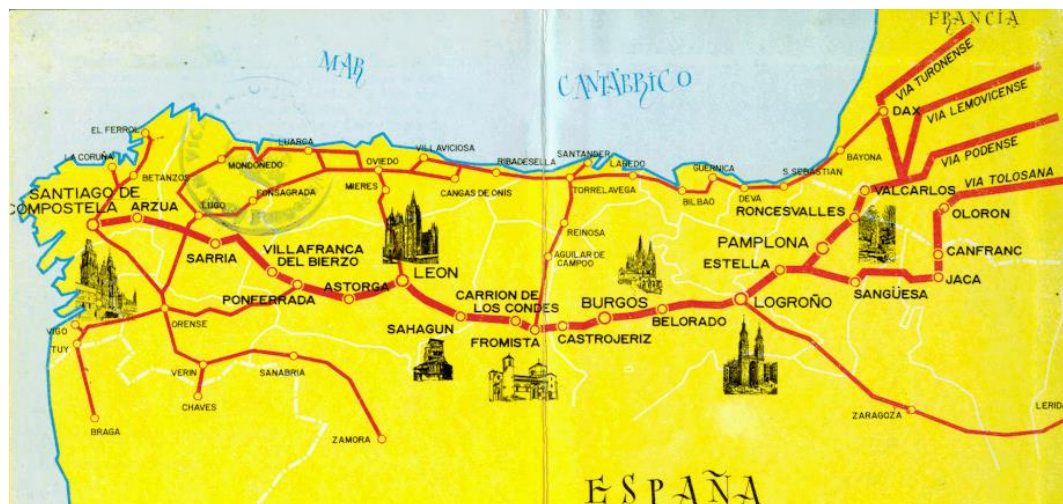 FRANCIA
MAR
CANTÁBRICO
VIA TURONENSE
VIA LEMOVICENSE
VIA PODENSE
VIA TOLOSANA
DAX
EL FERROL
LUARCA
VILLAVICIOSA
BAYONA
LA CORUÑA
MONDOÑEDO
OVIEDO
RIBADESELLA
SANTANDER
LAREDO
GUERNICA
S. SEBASTIAN
BETANZOS
FONSAGRADA
MIERES
CANGAS DE ONIS
TORRELAVEGA
BILBAO
DEVA
VALCARLOS
SANTIAGO DE
COMPOSTELA
ARZUA
LUGO
RONCESVALLES
OLORON
REINOSA
PAMPLONA
SARRIA
VILLAFRANCA
DEL BIERZO
AGUILAR DE
CAMPOO
ESTELLA
CANFRANC
LEON
JACA
PONFERRADA
ASTORGA
CARRION DE
LOS CONDES
BURGOS
LOGROÑO
SANGÜESA
ORENSE
SAHAGUN
BELORADO
VIGO
FROMISTA
CASTROJERIZ
TUY
VERIN
SANABRIA
CHAVES
ZARAGOZA
LERIDA
BRAGA
ZAMORA
ESPAÑA